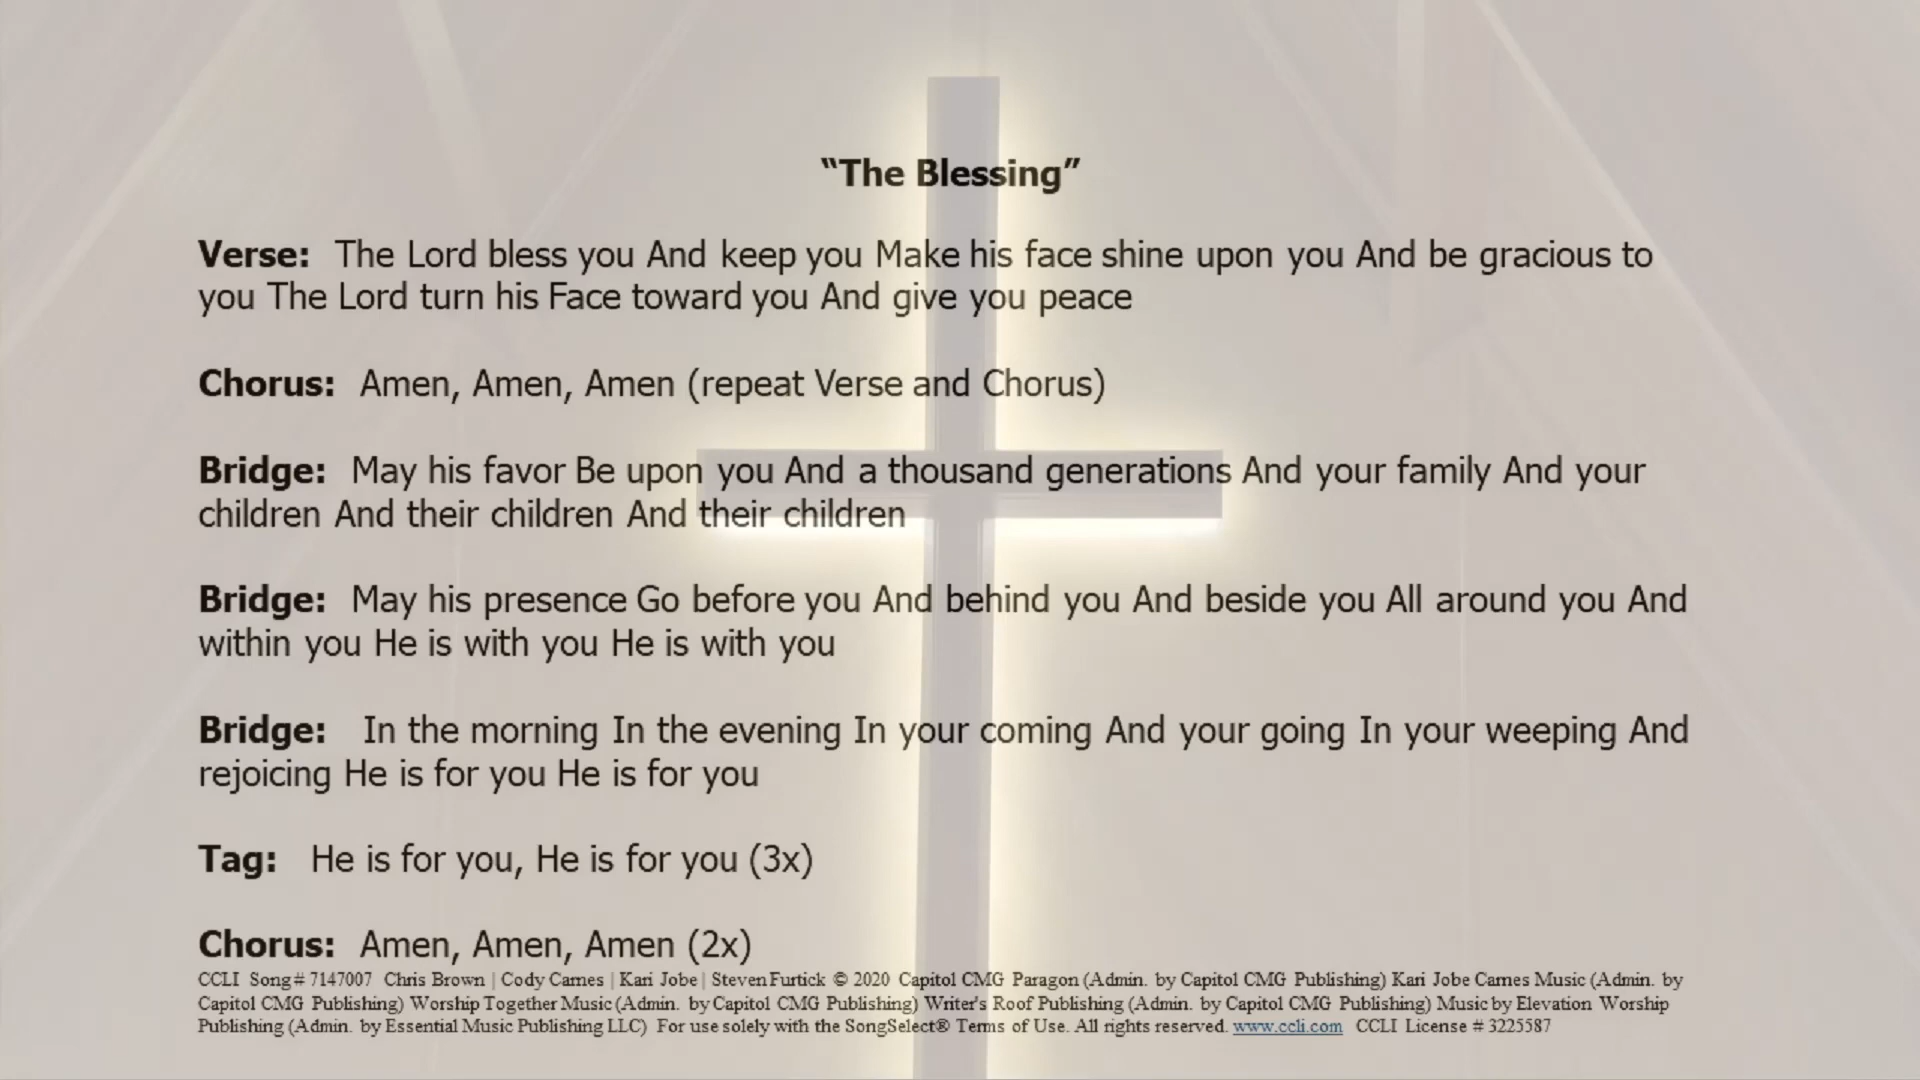 “The Blessing”
Verse: The Lord bless you And keep you Make his face shine upon you And be gracious to
you The Lord turn his Face toward you And give you peace
Chorus: Amen, Amen, Amen (repeat Verse and Chorus)
Bridge: May his favor Be upon you And a thousand generations And your family And your
children And their children And their children
Bridge: May his presence Go before you And behind you And beside you All around you And
within you He is with you He is with you
Bridge: In the morning In the evening In your coming And your going In your weeping And
rejoicing He is for you He is for you
Tag: He is for you, He is for you (3x)
Chorus: Amen, Amen, Amen (2x)
CCLI Song # 7147007 Chris Brown | Cody Carnes | Kari Jobe | Steven Furtick © 2020 Capitol CMG Paragon (Admin. by Capitol CMG Publishing) Kari Jobe Carnes Music (Admin. by
Capitol CMG Publishing) Worship Together Music (Admin. by Capitol CMG Publishing) Writer's Roof Publishing (Admin. by Capitol CMG Publishing) Music by Elevation Worship
Publishing (Admin. by Essential Music Publishing LLC) For use solely with the SongSelect® Terms of Use. All rights reserved. www.ccli.com CCLI License # 3225587